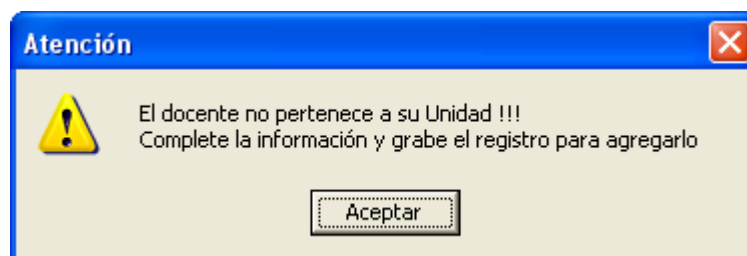 Atención
El docente no pertenece a su Unidad !!!
Complete la información y grabe el registro para agregarlo
Aceptar